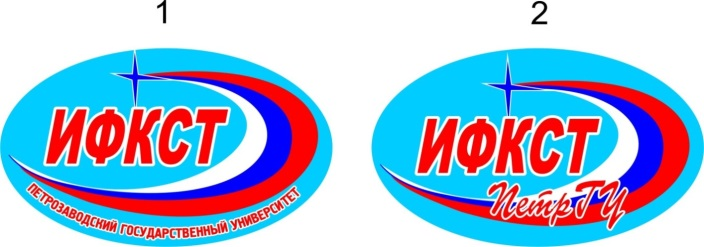 1
ИФКСТ
ПЕТРОЗАВОДСКИЙ ГОСУДАРСТВЕННЫЙ УНИВЕРСИТЕТ
2
ИФКСТ
ПетрГУ